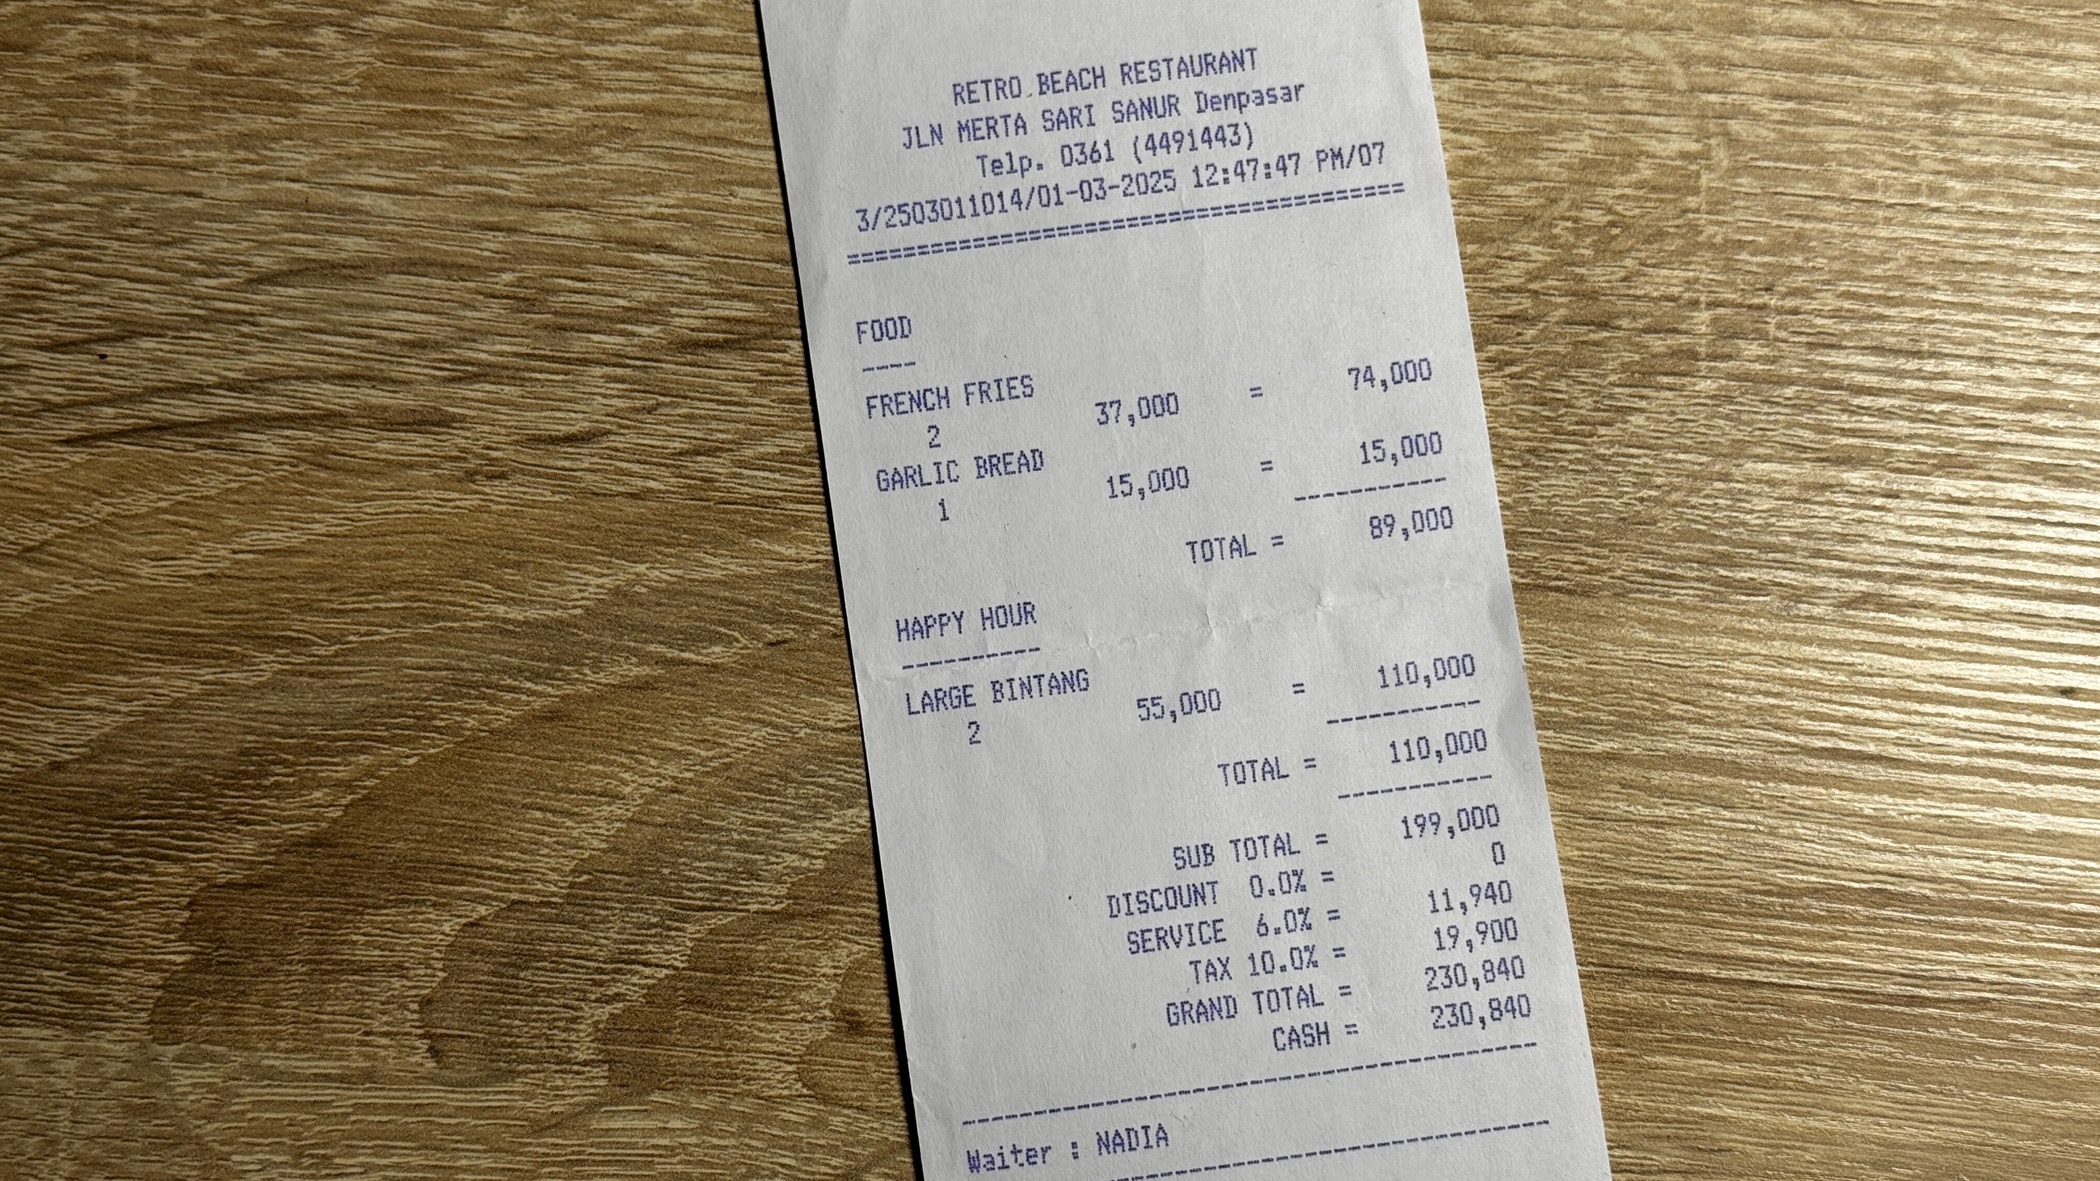 RETRO BEACH RESTAURANT
JLN MERTA SARI SANUR Denpasar
Telp. 0361 (4491443)
3/2503011014/01-03-2025 12:47:47 PM/07
========================================
FOOD
----
FRENCH FRIES
2 37,000 = 74,000
GARLIC BREAD
1 15,000 = 15,000
-----------
TOTAL = 89,000
HAPPY HOUR
----------
LARGE BINTANG
2 55,000 = 110,000
-----------
TOTAL = 110,000
-----------
SUB TOTAL = 199,000
DISCOUNT 0.0% = 0
SERVICE 6.0% = 11,940
TAX 10.0% = 19,900
GRAND TOTAL = 230,840
CASH = 230,840
----------------------------------------
Waiter : NADIA
----------------------------------------